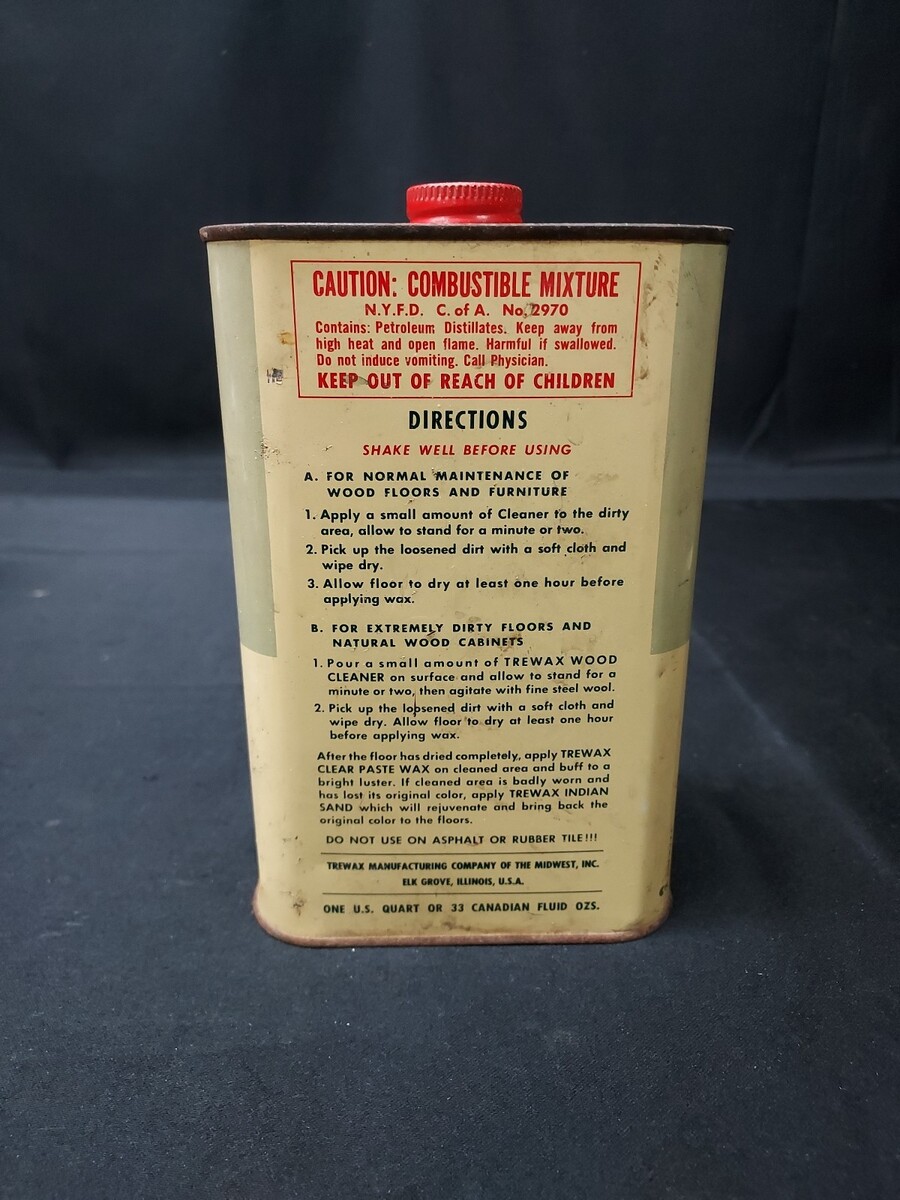 CAUTION: COMBUSTIBLE MIXTURE
N.Y.F.D. C. of A. No. 2970
Contains: Petroleum Distillates. Keep away from
high heat and open flame. Harmful if swallowed.
Do not induce vomiting. Call Physician.
KEEP OUT OF REACH OF CHILDREN
DIRECTIONS
SHAKE WELL BEFORE USING
A. FOR NORMAL MAINTENANCE OF
WOOD FLOORS AND FURNITURE
1. Apply a small amount of Cleaner to the dirty
area, allow to stand for a minute or two.
2. Pick up the loosened dirt with a soft cloth and
wipe dry.
3. Allow floor to dry at least one hour before
applying wax.
B. FOR EXTREMELY DIRTY FLOORS AND
NATURAL WOOD CABINETS
1. Pour a small amount of TREWAX WOOD
CLEANER on surface and allow to stand for a
minute or two, then agitate with fine steel wool.
2. Pick up the loosened dirt with a soft cloth and
wipe dry. Allow floor to dry at least one hour
before applying wax.
After the floor has dried completely, apply TREWAX
CLEAR PASTE WAX on cleaned area and buff to a
bright luster. If cleaned area is badly worn and
has lost its original color, apply TREWAX INDIAN
SAND which will rejuvenate and bring back the
original color to the floors.
DO NOT USE ON ASPHALT OR RUBBER TILE!!!
TREWAX MANUFACTURING COMPANY OF THE MIDWEST, INC.
ELK GROVE, ILLINOIS, U.S.A.
ONE U.S. QUART OR 33 CANADIAN FLUID OZS.